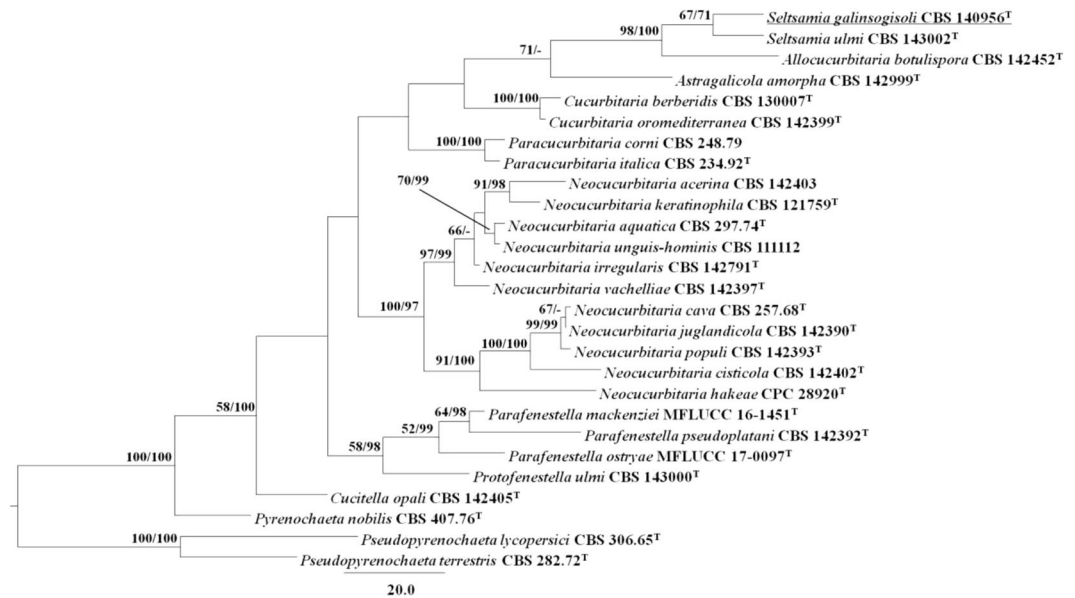 67/71
Seltsamia galinsogisoli CBS 140956ᵀ
98/100
Seltsamia ulmi CBS 143002ᵀ
71/-
Allocucurbitaria botulispora CBS 142452ᵀ
Astragalicola amorpha CBS 142999ᵀ
100/100
Cucurbitaria berberidis CBS 130007ᵀ
Cucurbitaria oromediterranea CBS 142399ᵀ
100/100
Paracucurbitaria corni CBS 248.79
Paracucurbitaria italica CBS 234.92ᵀ
70/99
91/98
Neocucurbitaria acerina CBS 142403
Neocucurbitaria keratinophila CBS 121759ᵀ
Neocucurbitaria aquatica CBS 297.74ᵀ
66/-
Neocucurbitaria unguis-hominis CBS 111112
97/99
Neocucurbitaria irregularis CBS 142791ᵀ
Neocucurbitaria vachelliae CBS 142397ᵀ
100/97
67/-
Neocucurbitaria cava CBS 257.68ᵀ
99/99
Neocucurbitaria juglandicola CBS 142390ᵀ
100/100
Neocucurbitaria populi CBS 142393ᵀ
91/100
Neocucurbitaria cisticola CBS 142402ᵀ
Neocucurbitaria hakeae CPC 28920ᵀ
58/100
64/98
Parafenestella mackenziei MFLUCC 16-1451ᵀ
52/99
Parafenestella pseudoplatani CBS 142392ᵀ
58/98
Parafenestella ostryae MFLUCC 17-0097ᵀ
100/100
Protofenestella ulmi CBS 143000ᵀ
Cucitella opali CBS 142405ᵀ
Pyrenochaeta nobilis CBS 407.76ᵀ
100/100
Pseudopyrenochaeta lycopersici CBS 306.65ᵀ
Pseudopyrenochaeta terrestris CBS 282.72ᵀ
20.0